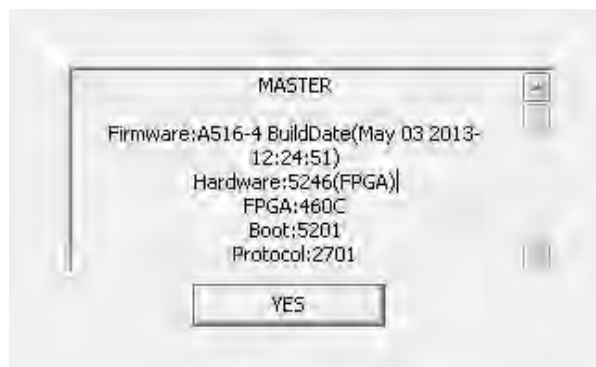 MASTER
Firmware:A516-4 BuildDate(May 03 2013-
12:24:51)
Hardware:5246(FPGA)
FPGA:460C
Boot:5201
Protocol:2701
YES